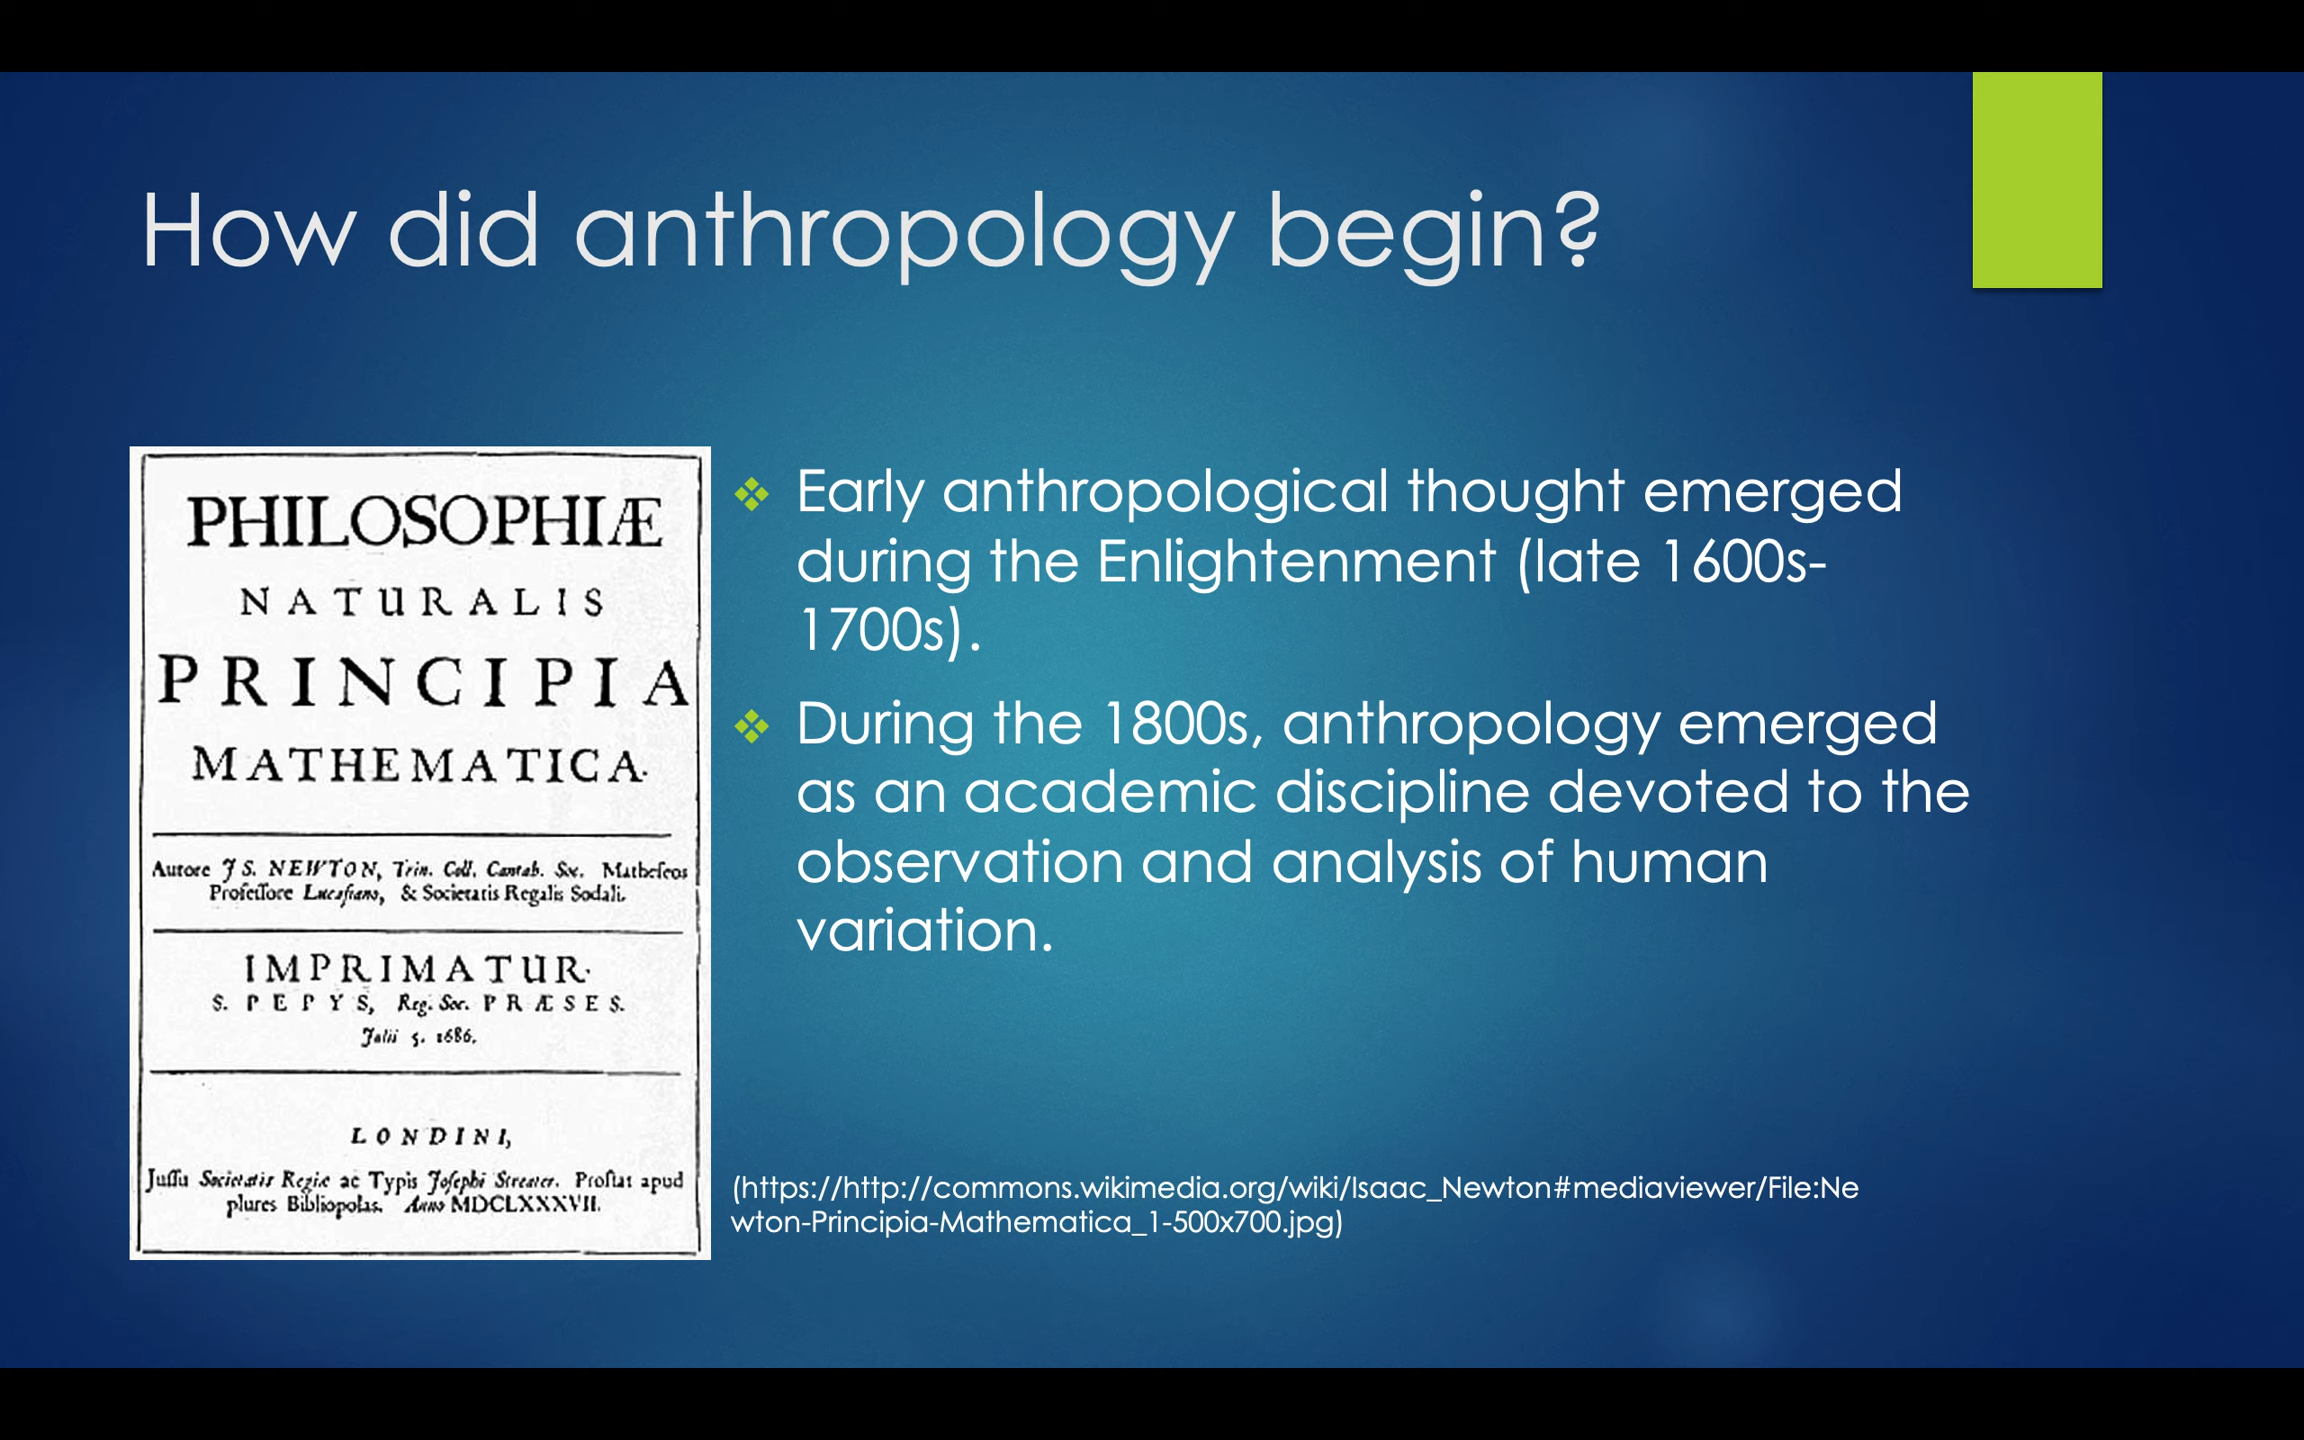 How did anthropology begin?
PHILOSOPHIÆ
NATURALIS
PRINCIPIA
MATHEMATICA.
Autore JS. NEWTON, Trin. Coll. Cantab. Soc. Matheseos
Professore Lucasiano, & Societatis Regalis Sodali.
IMPRIMATUR.
S. PEPYS, Reg. Soc. PRÆSES.
Julii 5. 1686.
LONDINI,
Jussu Societatis Regiæ ac Typis Josephi Streater. Prostat apud
plures Bibliopolas. Anno MDCLXXXVII.
❖ Early anthropological thought emerged
during the Enlightenment (late 1600s-
1700s).
❖ During the 1800s, anthropology emerged
as an academic discipline devoted to the
observation and analysis of human
variation.
(https://http://commons.wikimedia.org/wiki/Isaac_Newton#mediaviewer/File:Ne
wton-Principia-Mathematica_1-500x700.jpg)